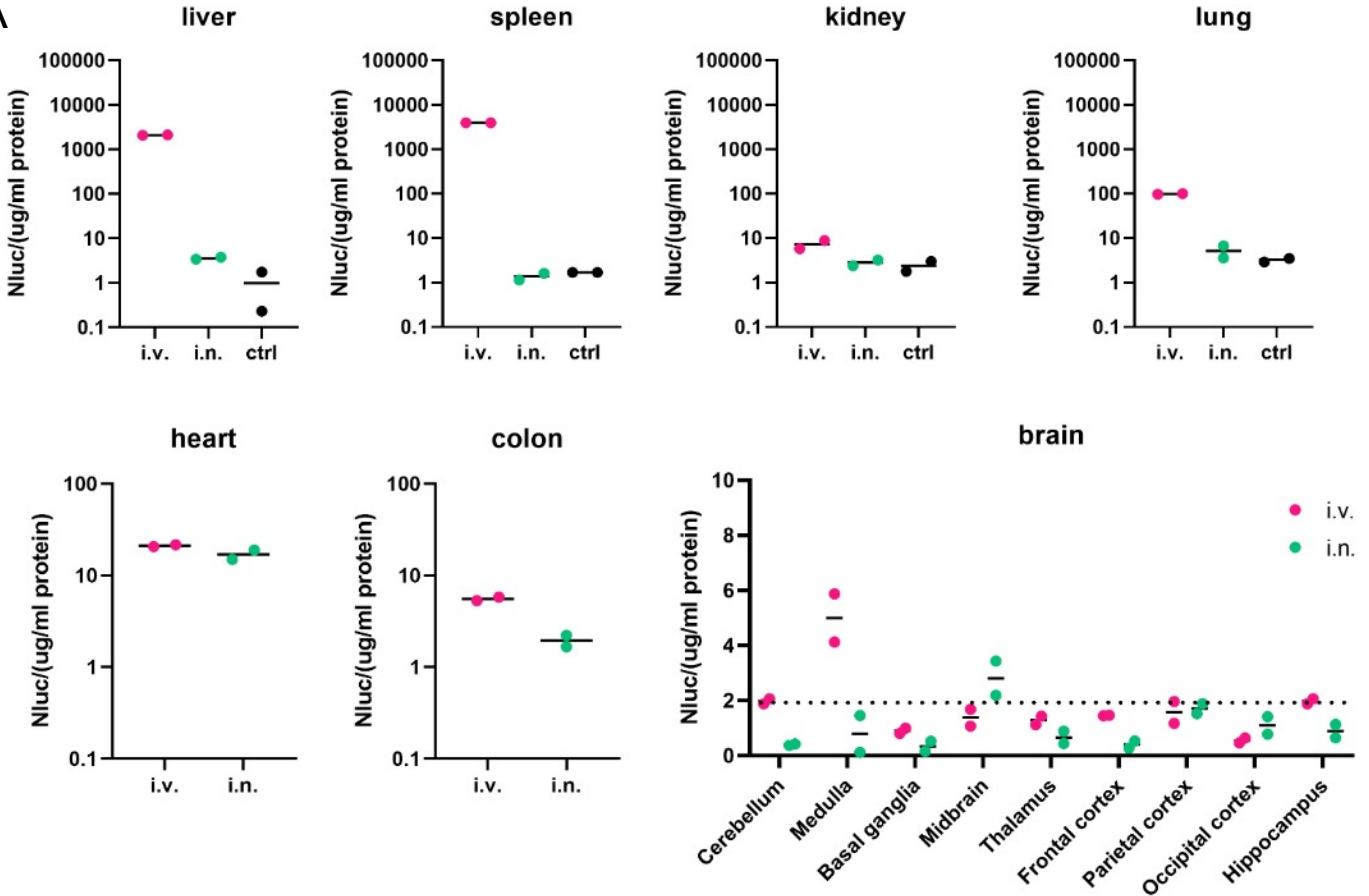 A
liver
spleen
kidney
lung
Nluc/(ug/ml protein)
100000
10000
1000
100
10
1
0.1
i.v. i.n. ctrl
Nluc/(ug/ml protein)
100000
10000
1000
100
10
1
0.1
i.v. i.n. ctrl
Nluc/(ug/ml protein)
100000
10000
1000
100
10
1
0.1
i.v. i.n. ctrl
Nluc/(ug/ml protein)
100000
10000
1000
100
10
1
0.1
i.v. i.n. ctrl
heart
Nluc/(ug/ml protein)
100
10
1
0.1
i.v. i.n.
colon
Nluc/(ug/ml protein)
100
10
1
0.1
i.v. i.n.
brain
Nluc/(ug/ml protein)
10
8
6
4
2
0
i.v.
i.n.
Cerebellum
Medulla
Basal ganglia
Midbrain
Thalamus
Frontal cortex
Parietal cortex
Occipital cortex
Hippocampus